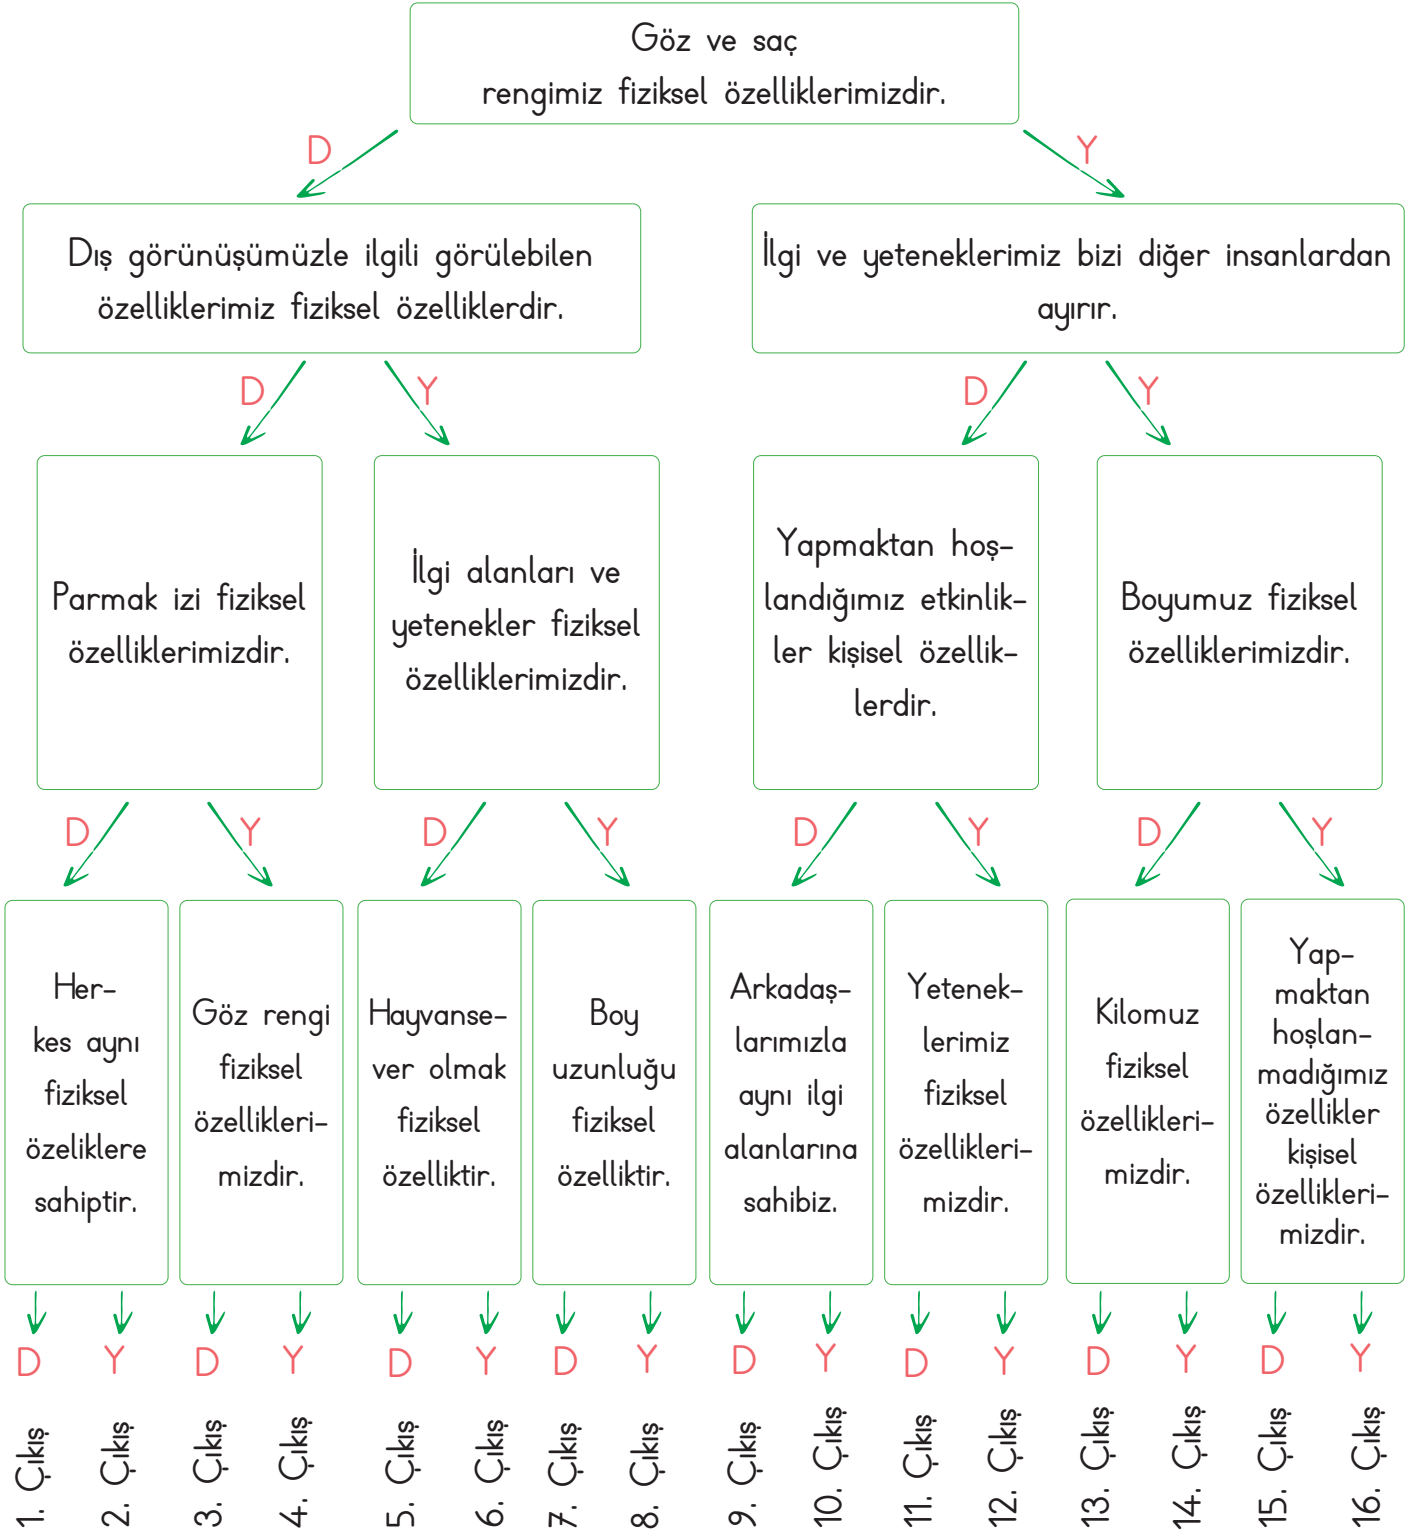 Göz ve saç
rengimiz fiziksel özelliklerimizdir.
D
Y
Dış görünüşümüzle ilgili görülebilen
özelliklerimiz fiziksel özelliklerdir.
İlgi ve yeteneklerimiz bizi diğer insanlardan
ayırır.
D
Y
D
Y
Parmak izi fiziksel
özelliklerimizdir.
İlgi alanları ve
yetenekler fiziksel
özelliklerimizdir.
Yapmaktan hoş-
landığımız etkinlik-
ler kişisel özellik-
lerdir.
Boyumuz fiziksel
özelliklerimizdir.
D
Y
D
Y
D
Y
D
Y
Her-
kes aynı
fiziksel
özeliklere
sahiptir.
Göz rengi
fiziksel
özellikleri-
mizdir.
Hayvanse-
ver olmak
fiziksel
özelliktir.
Boy
uzunluğu
fiziksel
özelliktir.
Arkadaş-
larımızla
aynı ilgi
alanlarına
sahibiz.
Yetenek-
lerimiz
fiziksel
özellikleri-
mizdir.
Kilomuz
fiziksel
özellikleri-
mizdir.
Yap-
maktan
hoşlan-
madığımız
özellikler
kişisel
özellikleri-
mizdir.
D
Y
D
Y
D
Y
D
Y
D
Y
D
Y
D
Y
D
Y
1. Çıkış
2. Çıkış
3. Çıkış
4. Çıkış
5. Çıkış
6. Çıkış
7. Çıkış
8. Çıkış
9. Çıkış
10. Çıkış
11. Çıkış
12. Çıkış
13. Çıkış
14. Çıkış
15. Çıkış
16. Çıkış